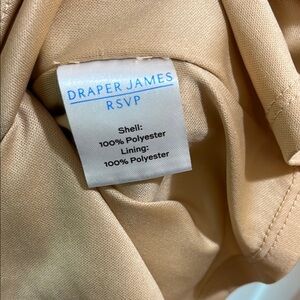 DRAPER JAMES
RSVP
Shell:
100% Polyester
Lining:
100% Polyester